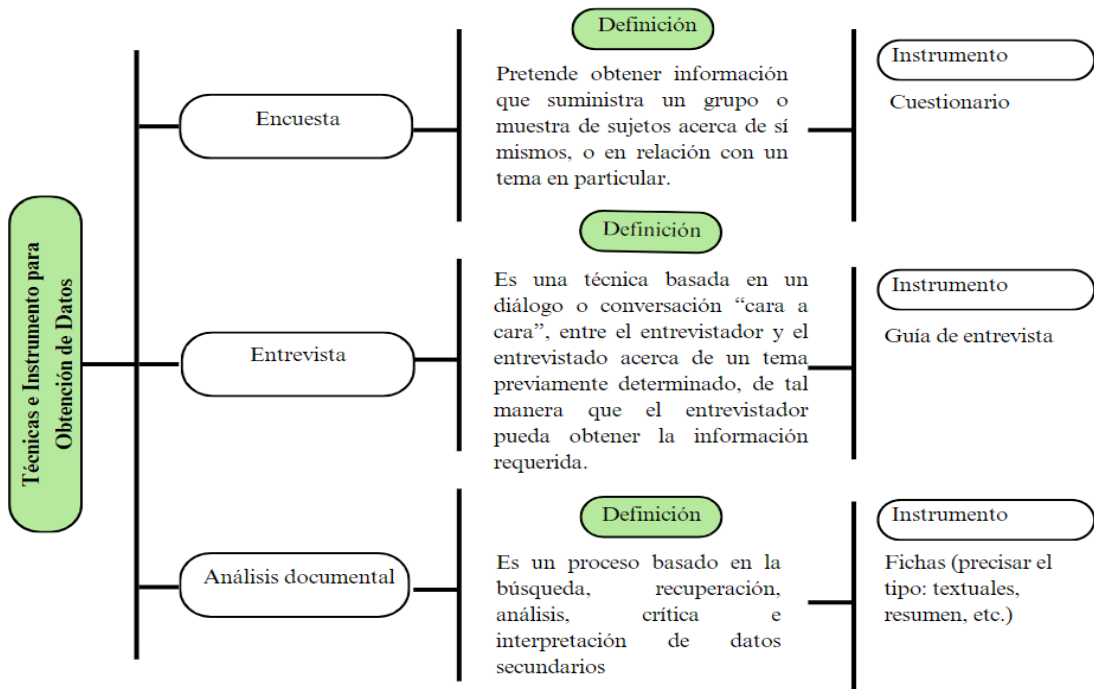 Técnicas e Instrumento para
Obtención de Datos
Encuesta
Definición
Pretende obtener información
que suministra un grupo o
muestra de sujetos acerca de sí
mismos, o en relación con un
tema en particular.
Instrumento
Cuestionario
Entrevista
Definición
Es una técnica basada en un
diálogo o conversación “cara a
cara”, entre el entrevistador y el
entrevistado acerca de un tema
previamente determinado, de tal
manera que el entrevistador
pueda obtener la información
requerida.
Instrumento
Guía de entrevista
Análisis documental
Definición
Es un proceso basado en la
búsqueda, recuperación,
análisis, crítica e
interpretación de datos
secundarios
Instrumento
Fichas (precisar el
tipo: textuales,
resumen, etc.)